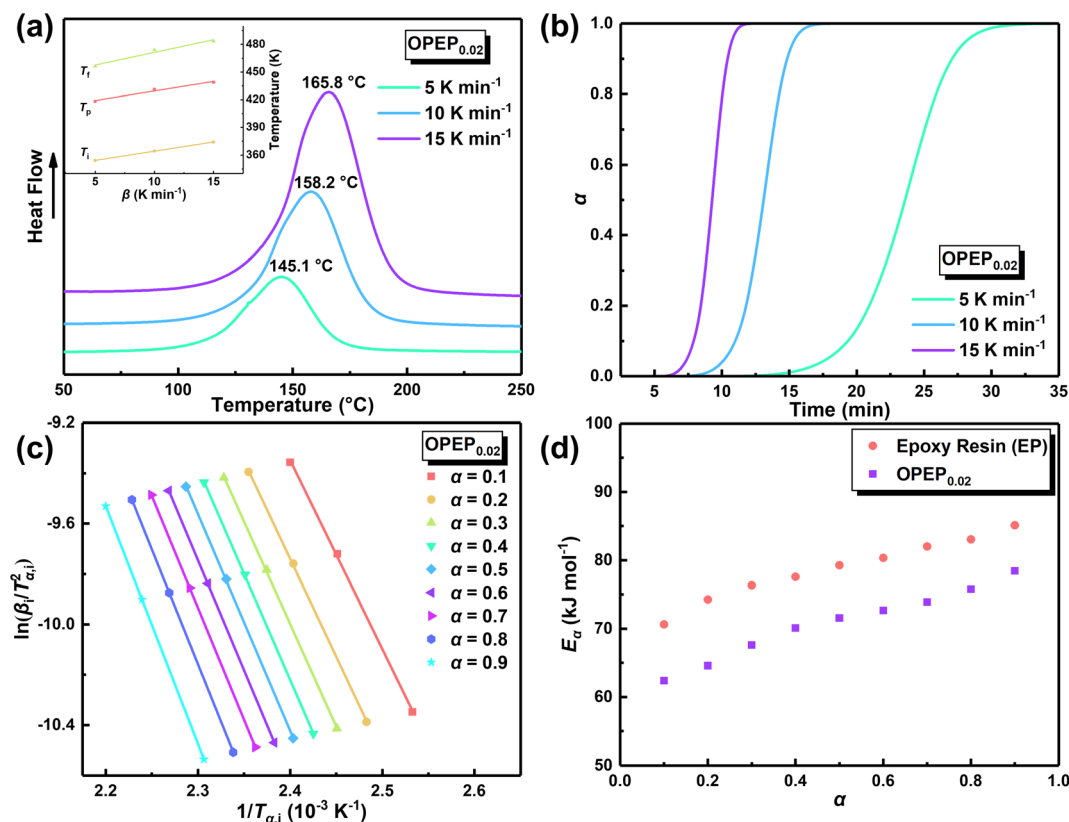 (a)
OPEP0.02
5 K min-1
10 K min-1
15 K min-1
165.8 °C
158.2 °C
145.1 °C
Tf
Tp
Ti
480
450
420
390
360
Temperature (K)
5 10 15
β (K min-1)
Heat Flow
50 100 150 200 250
Temperature (°C)
(b)
1.0
0.8
0.6
0.4
0.2
0.0
α
OPEP0.02
5 K min-1
10 K min-1
15 K min-1
5 10 15 20 25 30 35
Time (min)
(c)
-9.2
-9.6
-10.0
-10.4
ln(βi/T2α,i)
OPEP0.02
α = 0.1
α = 0.2
α = 0.3
α = 0.4
α = 0.5
α = 0.6
α = 0.7
α = 0.8
α = 0.9
2.2 2.3 2.4 2.5 2.6
1/Tα,i (10-3 K-1)
(d)
Epoxy Resin (EP)
OPEP0.02
100
90
80
70
60
50
Eα (kJ mol-1)
0.0 0.2 0.4 0.6 0.8 1.0
α